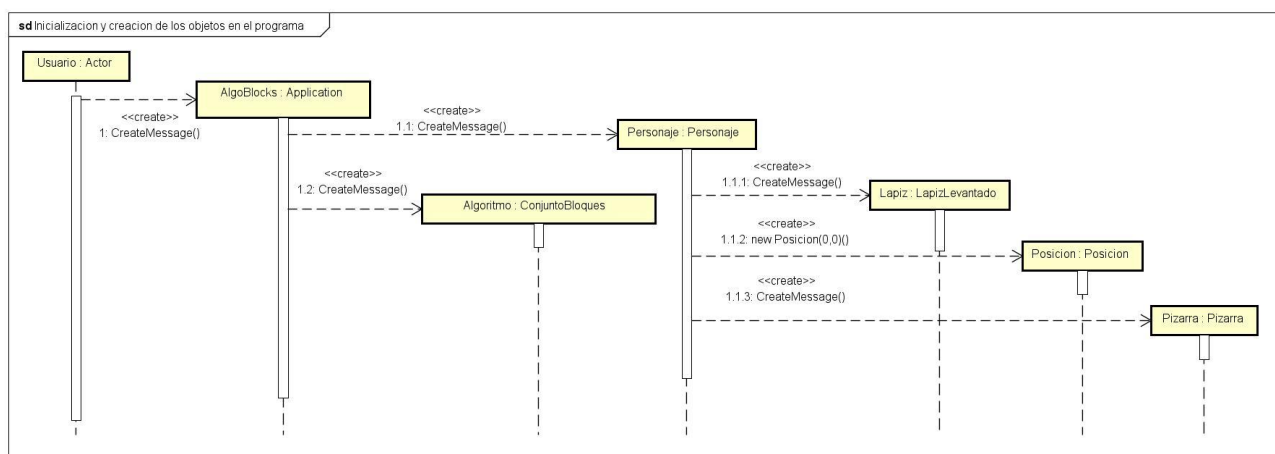 sd Inicializacion y creacion de los objetos en el programa
Usuario : Actor
AlgoBlocks : Application
<<create>>
1: CreateMessage()
<<create>>
1.1: CreateMessage()
Personaje : Personaje
<<create>>
1.2: CreateMessage()
Algoritmo : ConjuntoBloques
<<create>>
1.1.1: CreateMessage()
Lapiz : LapizLevantado
<<create>>
1.1.2: new Posicion(0,0)()
Posicion : Posicion
<<create>>
1.1.3: CreateMessage()
Pizarra : Pizarra